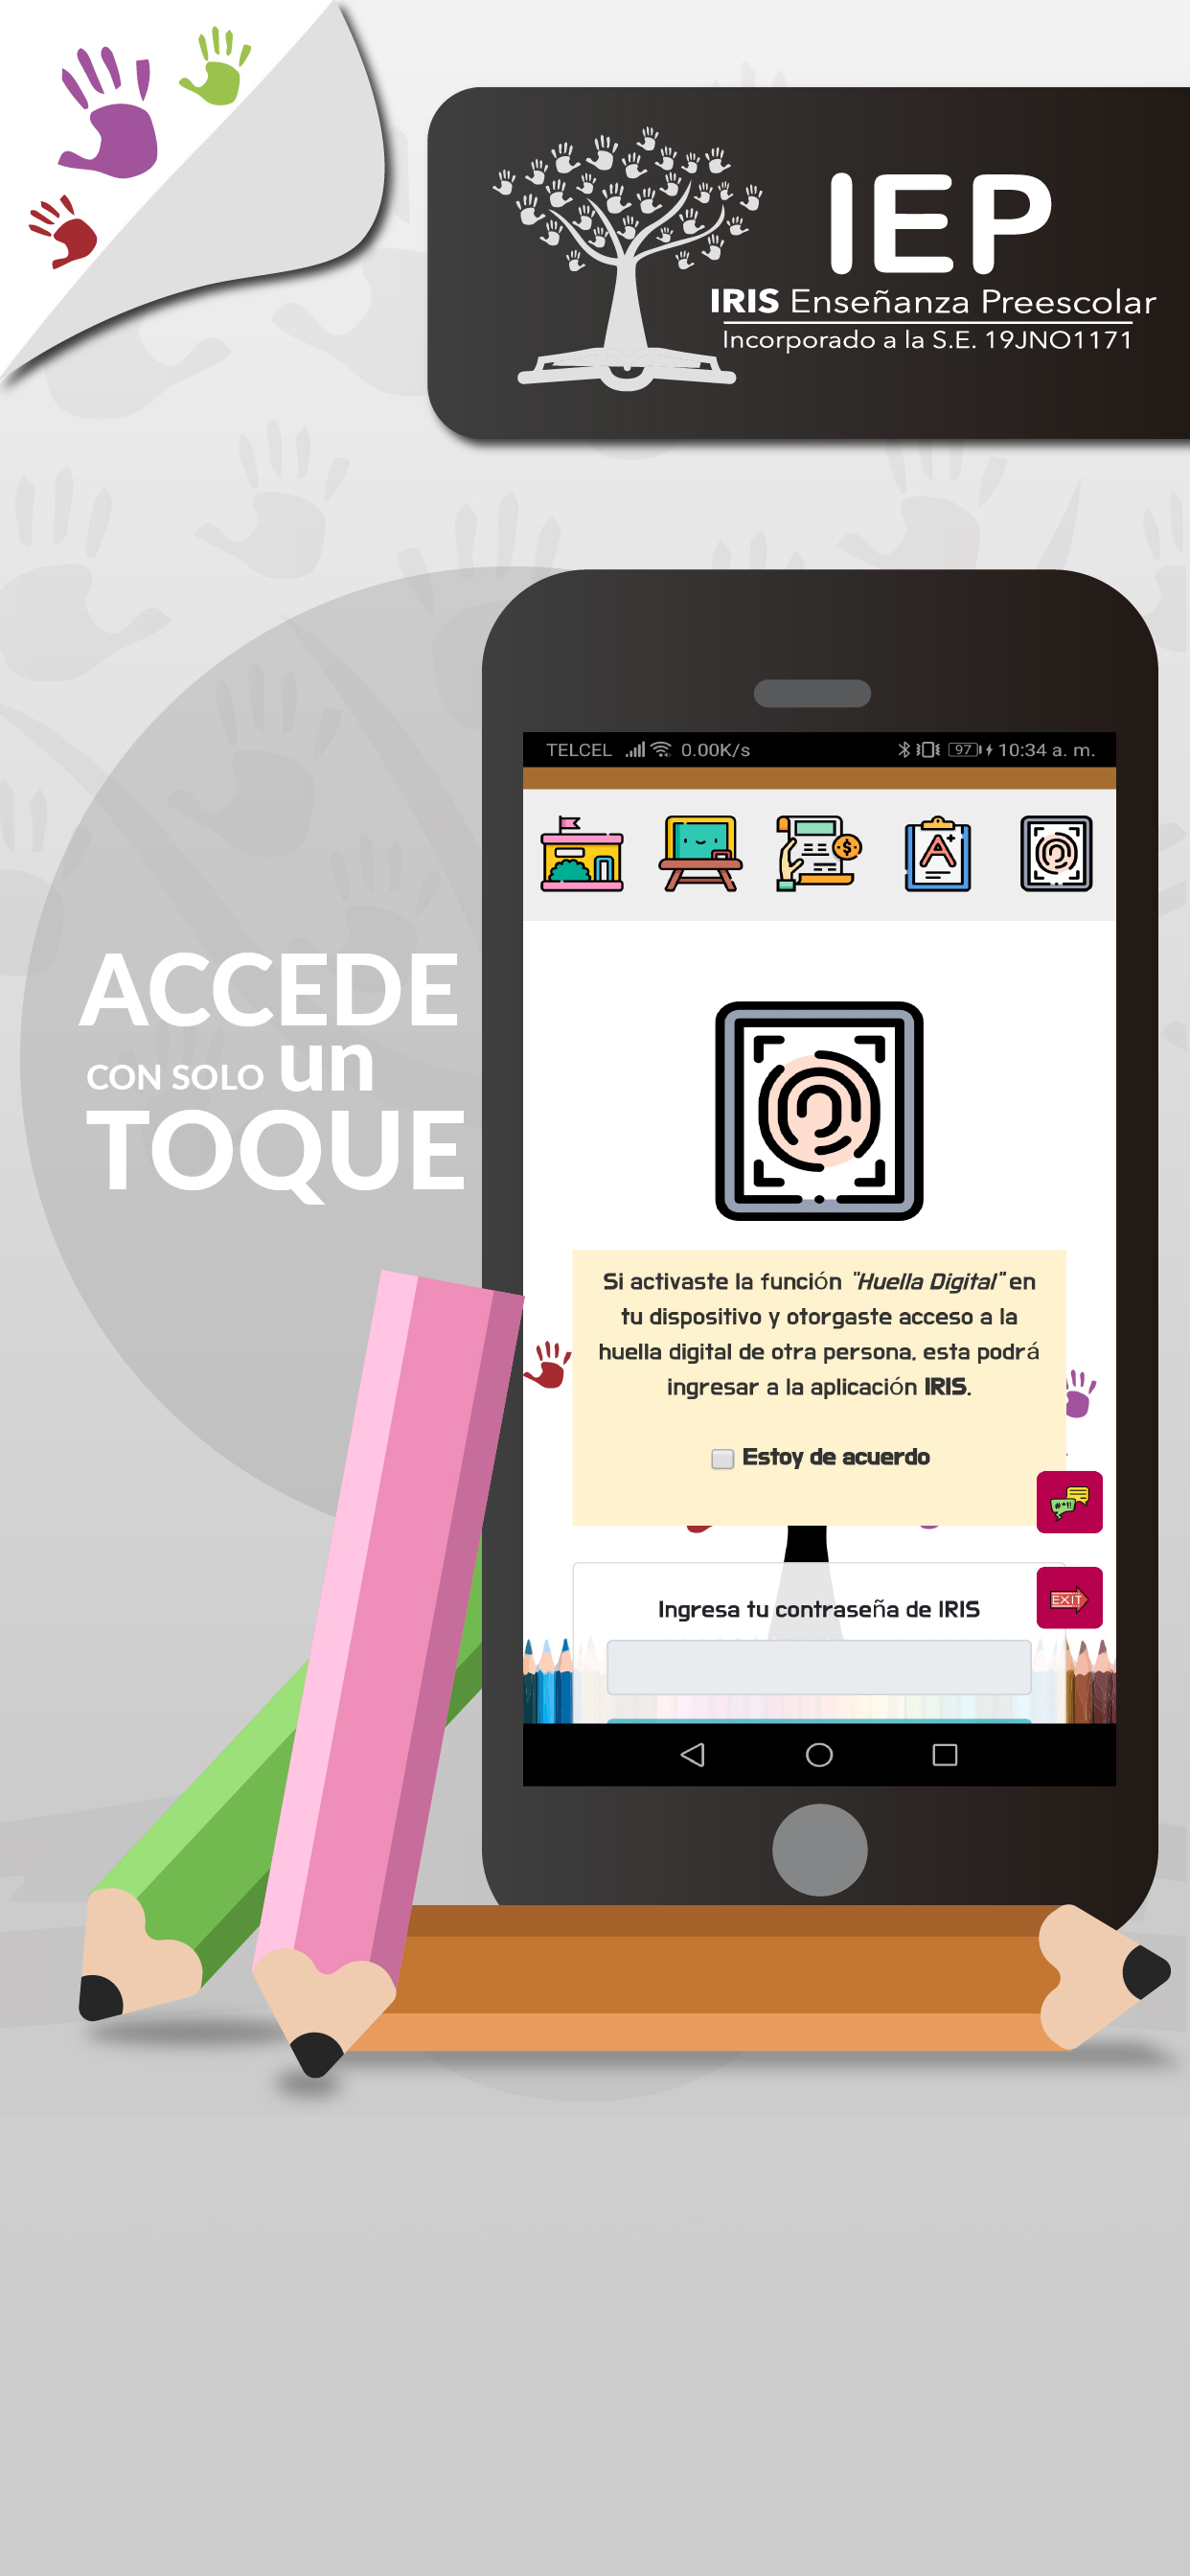 IEP
IRIS Enseñanza Preescolar
Incorporado a la S.E. 19JNO1171
TELCEL 0.00K/s 97 10:34 a. m.
ACCEDE
CON SOLO un
TOQUE
Si activaste la función "Huella Digital" en
tu dispositivo y otorgaste acceso a la
huella digital de otra persona, esta podrá
ingresar a la aplicación IRIS.
Estoy de acuerdo
#*!!
Ingresa tu contraseña de IRIS
EXIT